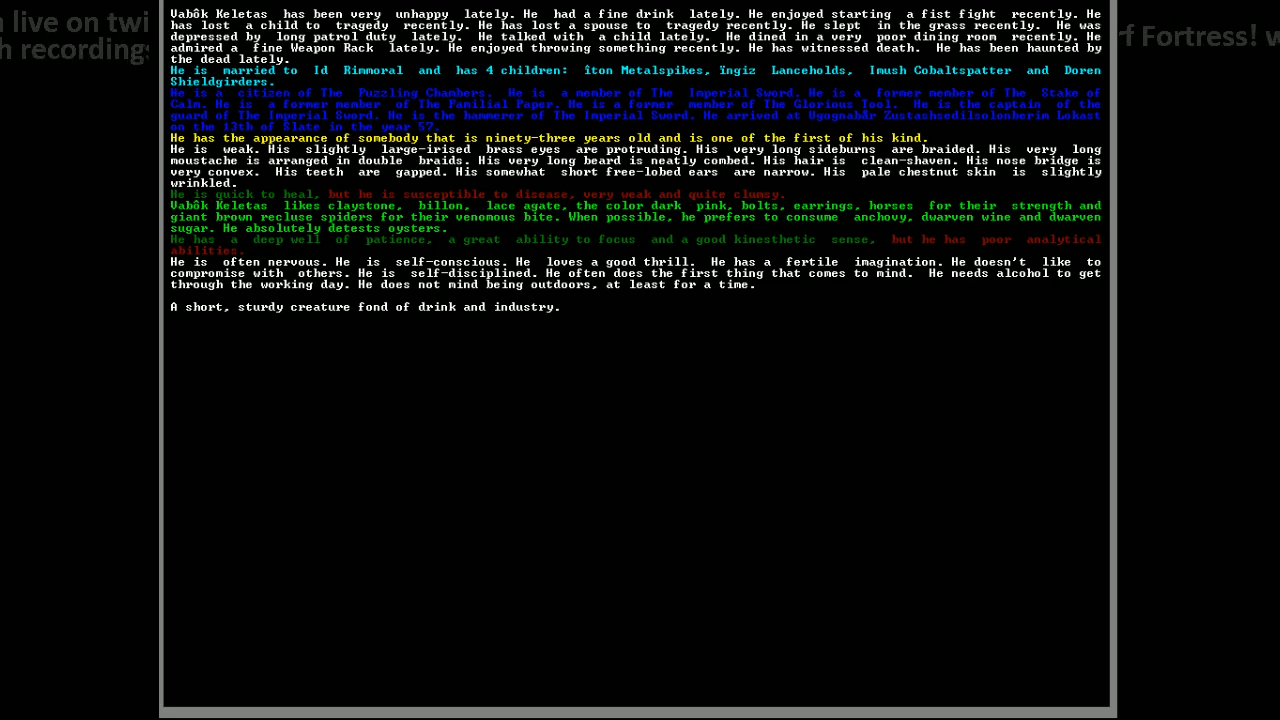 n live on twi
h recordings
rf Fortress! w
Vabôk Keletas has been very unhappy lately. He had a fine drink lately. He enjoyed starting a fist fight recently. He
has lost a child to tragedy recently. He has lost a spouse to tragedy recently. He slept in the grass recently. He was
depressed by long patrol duty lately. He talked with a child lately. He dined in a very poor dining room recently. He
admired a fine Weapon Rack lately. He enjoyed throwing something recently. He has witnessed death. He has been haunted by
the dead lately.
He is married to Id Rimmoral and has 4 children: îton Metalspikes, ïngiz Lanceholds, Imush Cobaltspatter and Doren
Shieldgirders.
He is a citizen of The Puzzling Chambers. He is a member of The Imperial Sword. He is a former member of The Stake of
Calm. He is a former member of The Familial Paper. He is a former member of The Glorious Tool. He is the captain of the
guard of The Imperial Sword. He is the hammerer of The Imperial Sword. He arrived at Ugognabår Zustashsedilsolonberim Lokast
on the 13th of Slate in the year 57.
He has the appearance of somebody that is ninety-three years old and is one of the first of his kind.
He is weak. His slightly large-irised brass eyes are protruding. His very long sideburns are braided. His very long
moustache is arranged in double braids. His very long beard is neatly combed. His hair is clean-shaven. His nose bridge is
very convex. His teeth are gapped. His somewhat short free-lobed ears are narrow. His pale chestnut skin is slightly
wrinkled.
He is quick to heal, but he is susceptible to disease, very weak and quite clumsy.
Vabôk Keletas likes claystone, billon, lace agate, the color dark pink, bolts, earrings, horses for their strength and
giant brown recluse spiders for their venomous bite. When possible, he prefers to consume anchovy, dwarven wine and dwarven
sugar. He absolutely detests oysters.
He has a deep well of patience, a great ability to focus and a good kinesthetic sense, but he has poor analytical
abilities.
He is often nervous. He is self-conscious. He loves a good thrill. He has a fertile imagination. He doesn't like to
compromise with others. He is self-disciplined. He often does the first thing that comes to mind. He needs alcohol to get
through the working day. He does not mind being outdoors, at least for a time.
A short, sturdy creature fond of drink and industry.